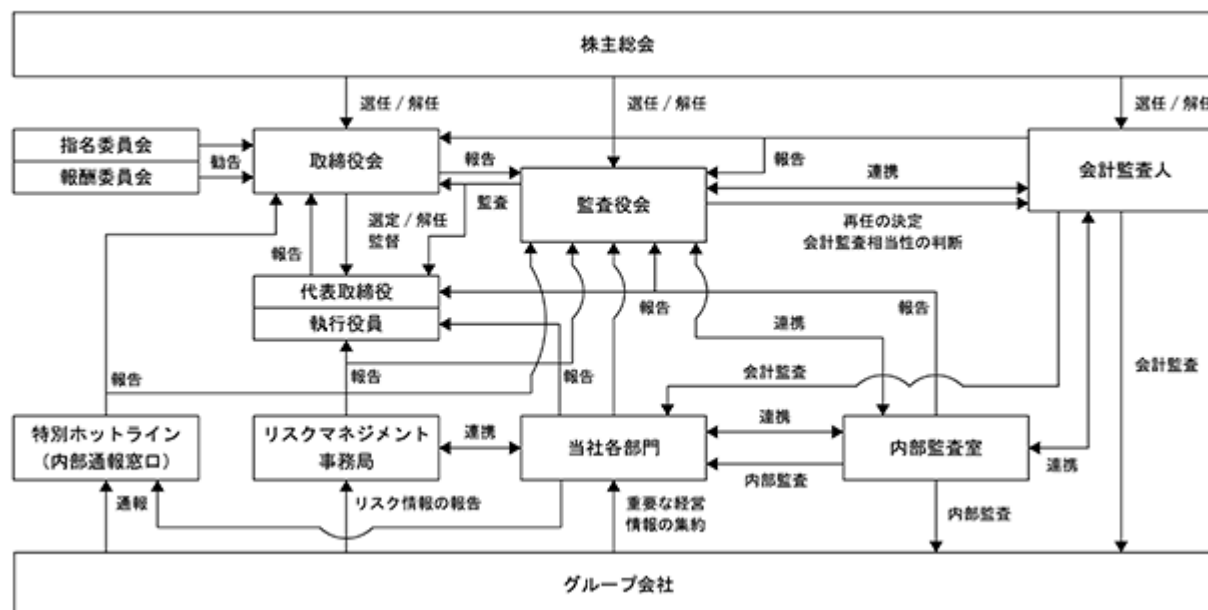 株主総会
選任 / 解任
選任 / 解任
選任 / 解任
指名委員会
報酬委員会
勧告
取締役会
報告
監査役会
報告
連携
会計監査人
監査
選定 / 解任
監督
再任の決定
会計監査相当性の判断
報告
代表取締役
執行役員
報告
報告
連携
報告
報告
報告
会計監査
会計監査
特別ホットライン
（内部通報窓口）
リスクマネジメント
事務局
連携
当社各部門
連携
内部監査
内部監査室
連携
通報
リスク情報の報告
重要な経営
情報の集約
内部監査
グループ会社